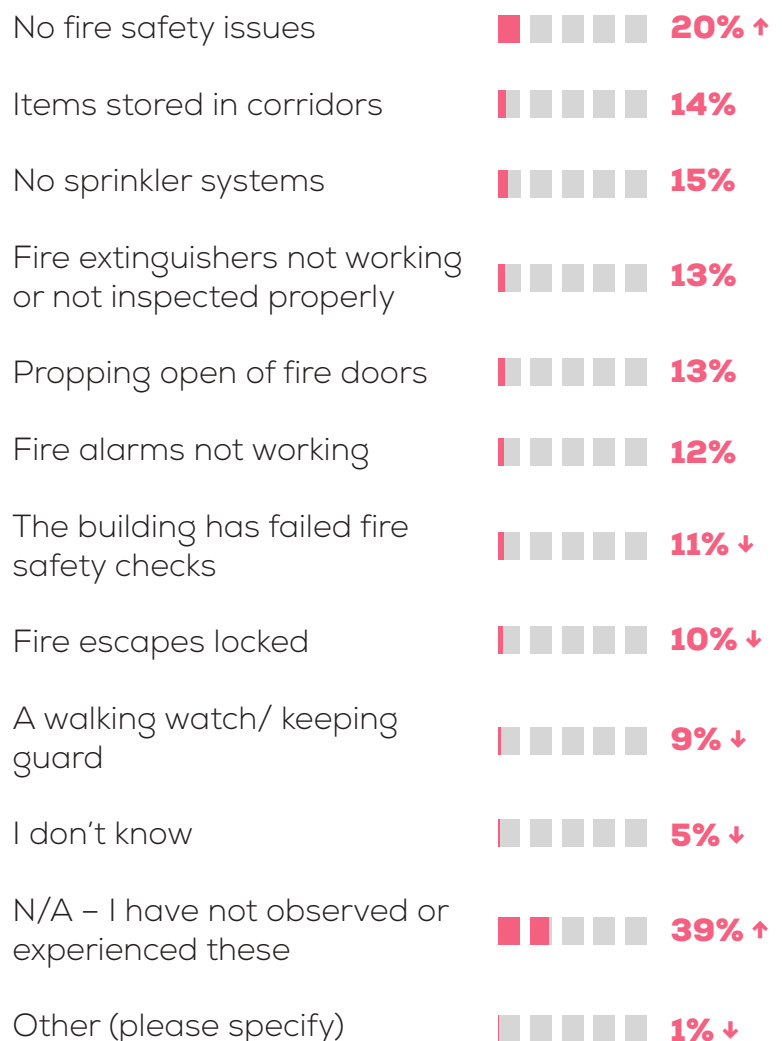 No fire safety issues 20% ↑
Items stored in corridors 14%
No sprinkler systems 15%
Fire extinguishers not working
or not inspected properly 13%
Propping open of fire doors 13%
Fire alarms not working 12%
The building has failed fire
safety checks 11% ↓
Fire escapes locked 10% ↓
A walking watch/ keeping
guard 9% ↓
I don’t know 5% ↓
N/A – I have not observed or
experienced these 39% ↑
Other (please specify) 1% ↓